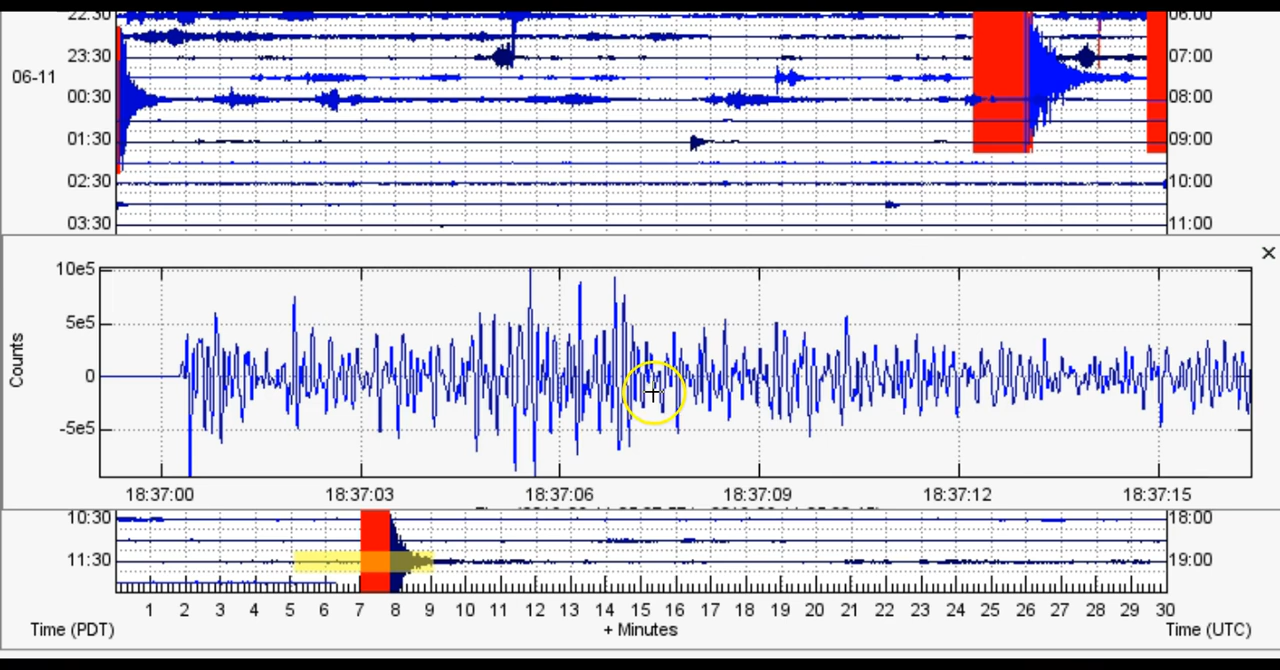 22:30 06:00
23:30 07:00
06-11
00:30 08:00
01:30 09:00
02:30 10:00
03:30 11:00
×
10e5
5e5
0
-5e5
Counts
18:37:00 18:37:03 18:37:06 18:37:09 18:37:12 18:37:15
10:30 18:00
11:30 19:00
1 2 3 4 5 6 7 8 9 10 11 12 13 14 15 16 17 18 19 20 21 22 23 24 25 26 27 28 29 30
Time (PDT) + Minutes Time (UTC)